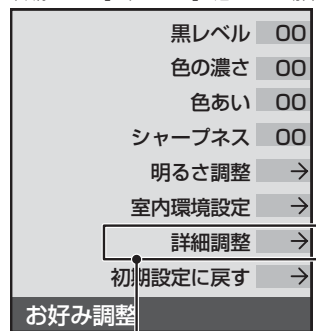 黒レベル 00
色の濃さ 00
色あい 00
シャープネス 00
明るさ調整 →
室内環境設定 →
詳細調整 →
初期設定に戻す →
お好み調整